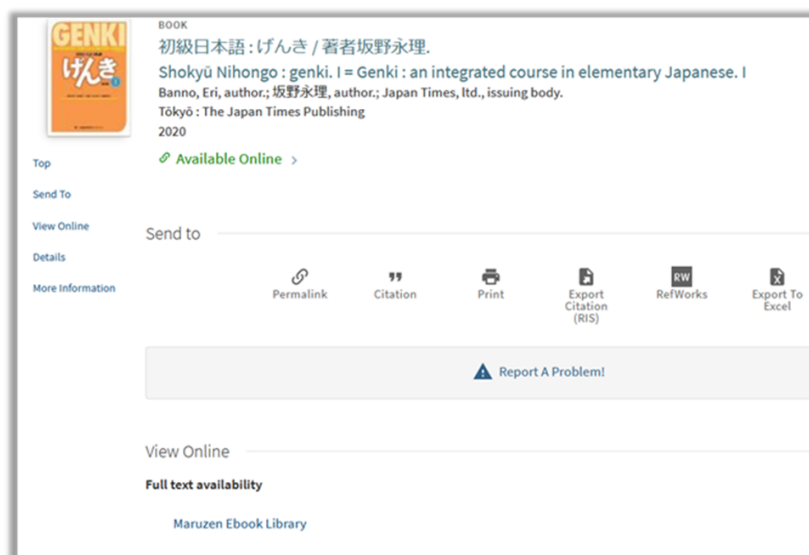 GENKI
げんき
BOOK
初級日本語 : げんき / 著者坂野永理.
Shokyū Nihongo : genki. I = Genki : an integrated course in elementary Japanese. I
Banno, Eri, author.; 坂野永理, author.; Japan Times, ltd., issuing body.
Tōkyō : The Japan Times Publishing
2020
Available Online >
Top
Send To
View Online
Details
More Information
Send to
Permalink
Citation
Print
Export
Citation
(RIS)
RW
RefWorks
Export To
Excel
Report A Problem!
View Online
Full text availability
Maruzen Ebook Library